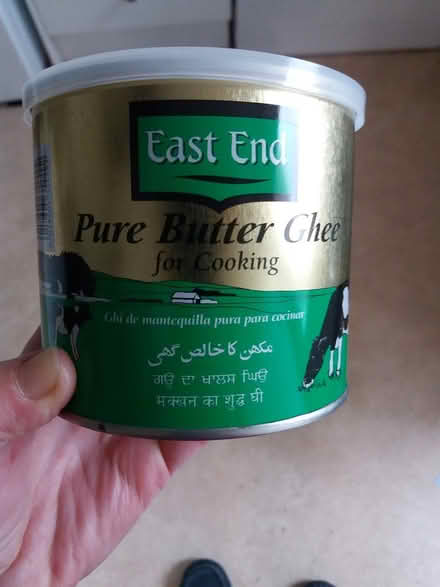 East End
Pure Butter Ghee
for Cooking
Ghi de mantequilla pura para cocinar
مکھن کا خالص گھی
ਗਊ ਦਾ ਖਾਲਸ ਘਿਉ
मक्खन का शुद्ध घी